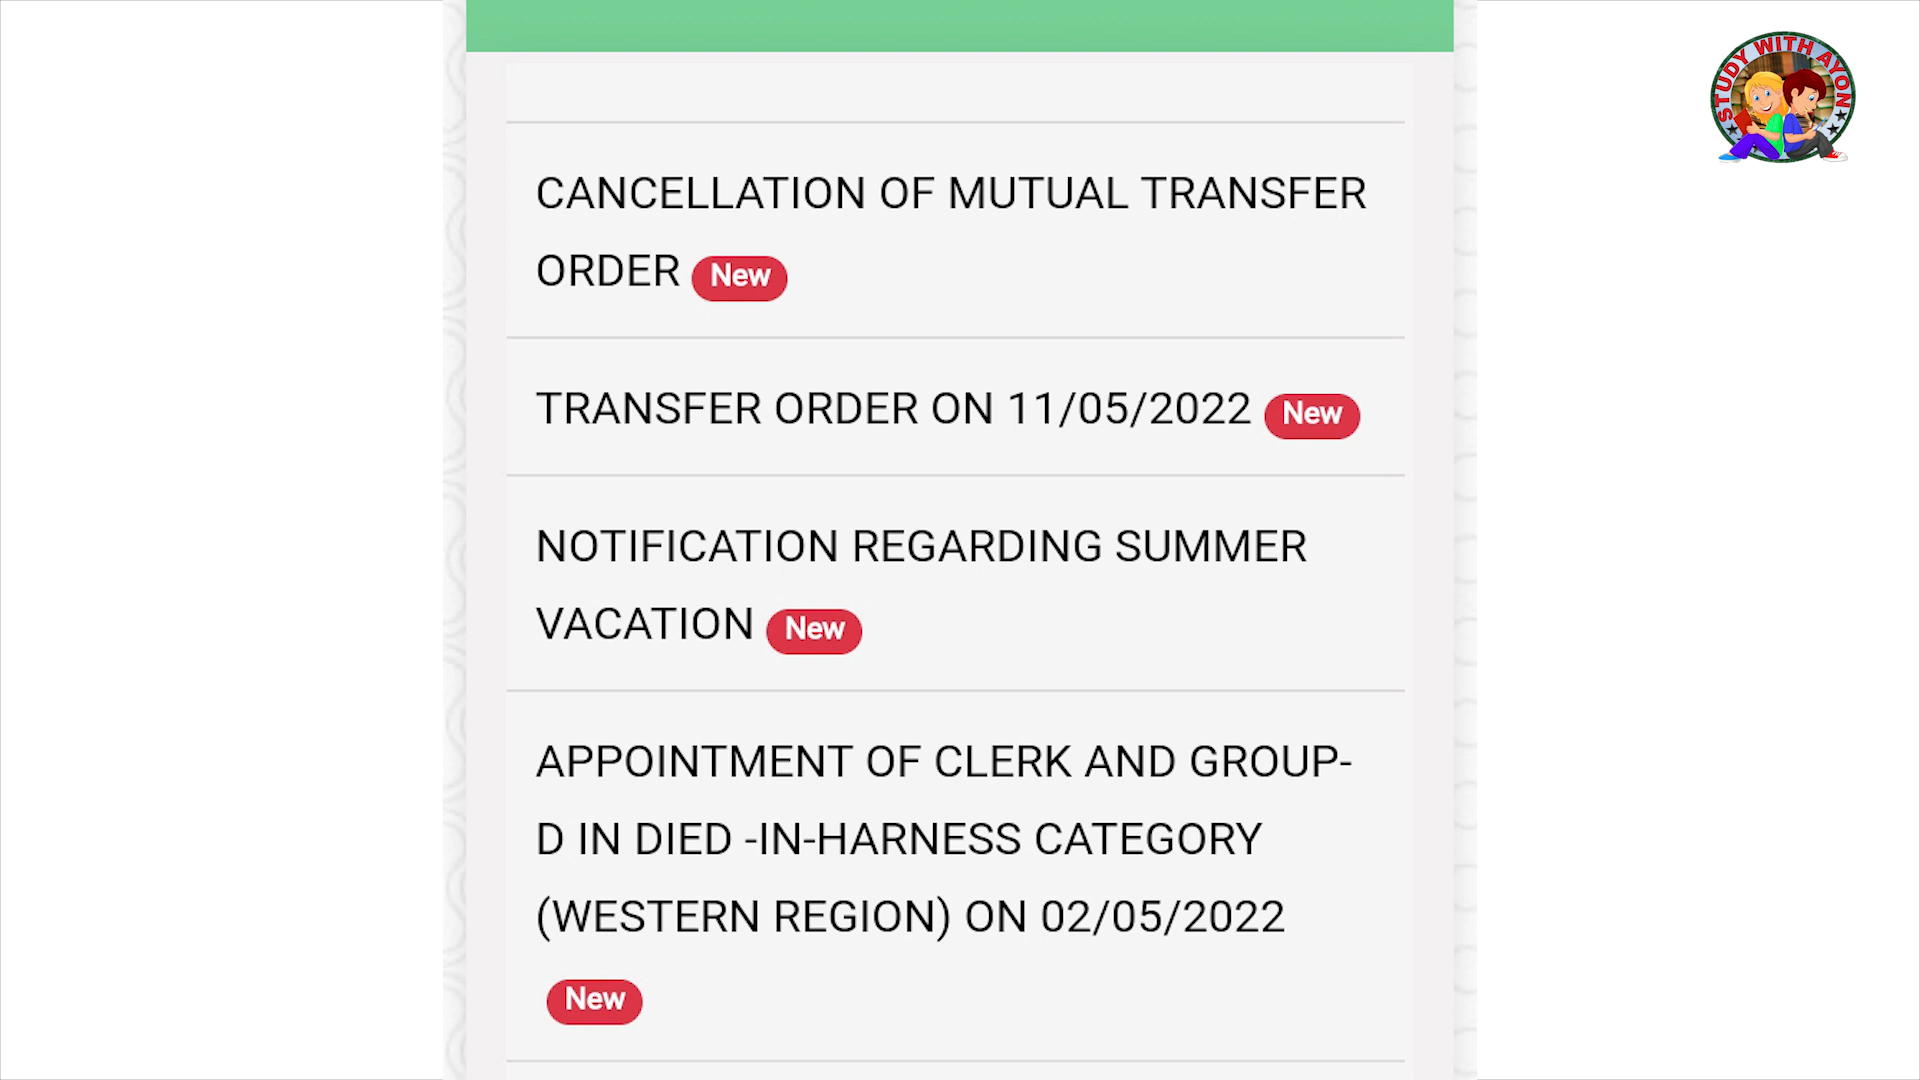 STUDY WITH AYON
CANCELLATION OF MUTUAL TRANSFER
ORDER New
TRANSFER ORDER ON 11/05/2022 New
NOTIFICATION REGARDING SUMMER
VACATION New
APPOINTMENT OF CLERK AND GROUP-
D IN DIED -IN-HARNESS CATEGORY
(WESTERN REGION) ON 02/05/2022
New